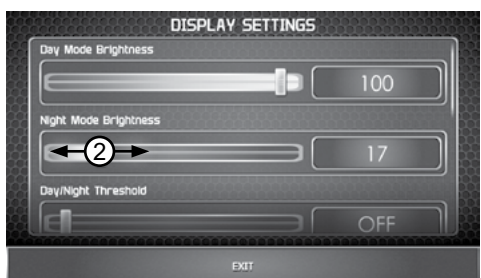 DISPLAY SETTINGS
Day Mode Brightness
100
Night Mode Brightness
2
17
Day/Night Threshold
OFF
EXIT